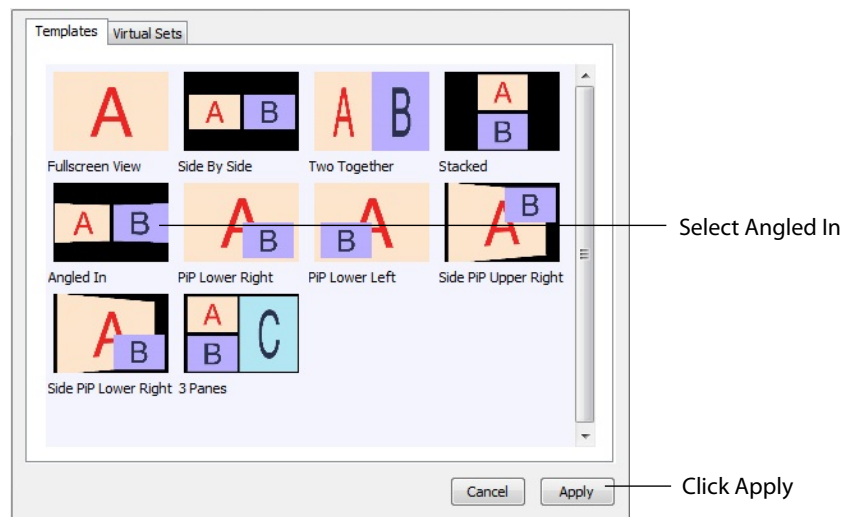 Templates Virtual Sets
A A B A B A B
Fullscreen View Side By Side Two Together Stacked
A B A B B A A B
Select Angled In
Angled In PiP Lower Right PiP Lower Left Side PiP Upper Right
A B A B C
Side PiP Lower Right 3 Panes
Cancel Apply
Click Apply